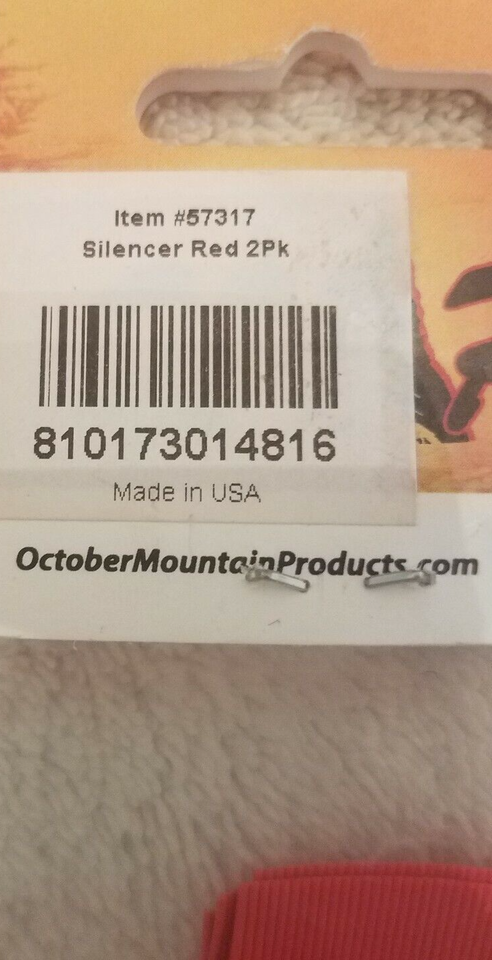 Item #57317
Silencer Red 2Pk
810173014816
Made in USA
OctoberMountainProducts.com